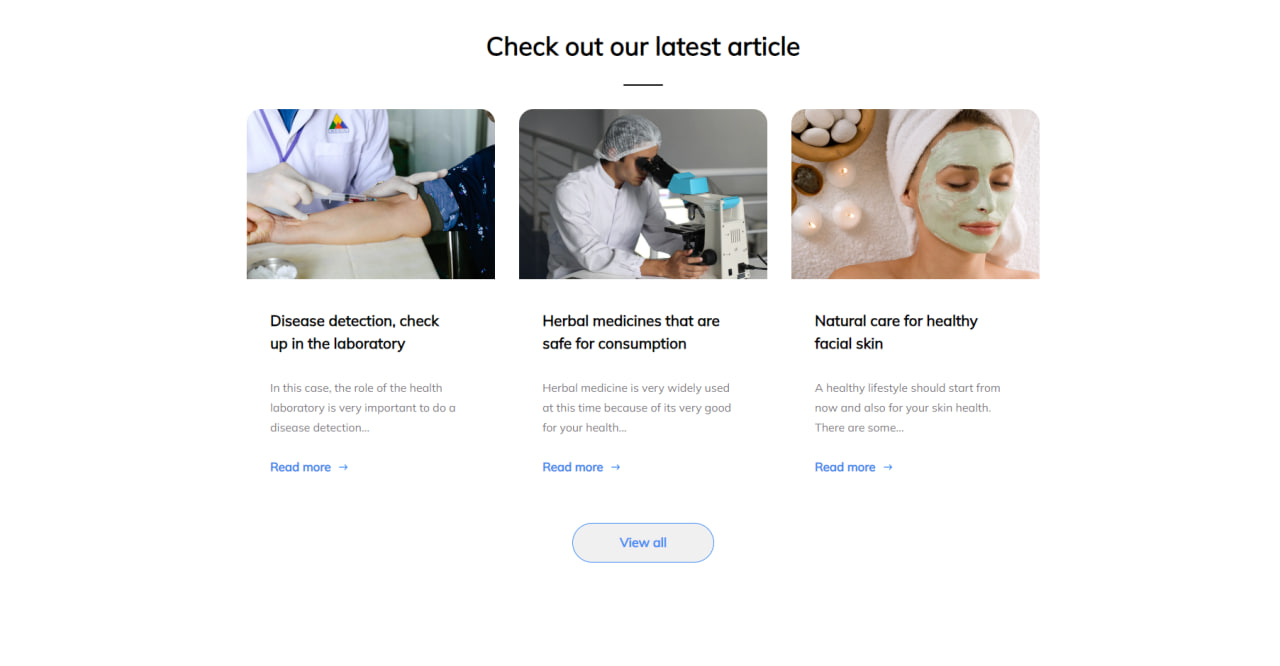 Check out our latest article
Disease detection, check
up in the laboratory
In this case, the role of the health
laboratory is very important to do a
disease detection...
Read more →
Herbal medicines that are
safe for consumption
Herbal medicine is very widely used
at this time because of its very good
for your health...
Read more →
Natural care for healthy
facial skin
A healthy lifestyle should start from
now and also for your skin health.
There are some...
Read more →
View all